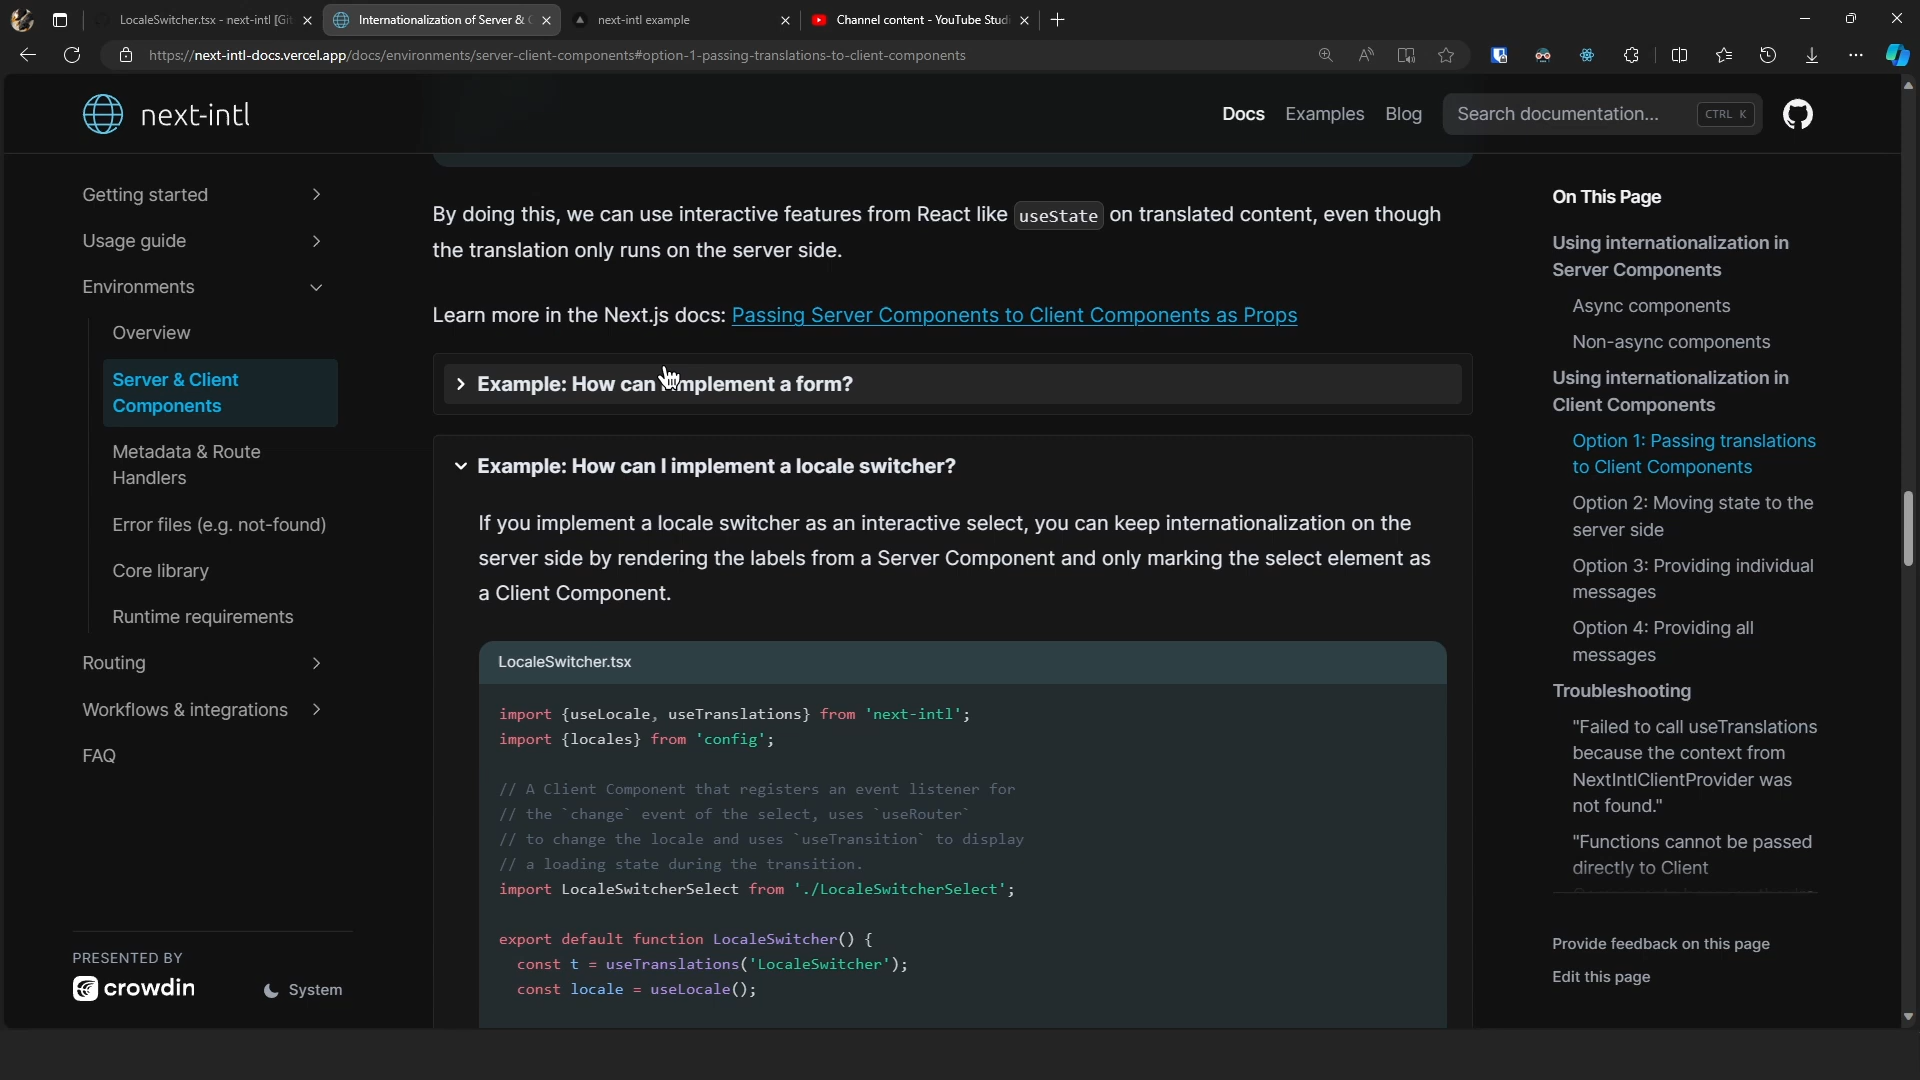 LocaleSwitcher.tsx - next-intl [Git
Internationalization of Server & C
next-intl example
Channel content - YouTube Studi
https://next-intl-docs.vercel.app/docs/environments/server-client-components#option-1-passing-translations-to-client-components
next-intl
Docs
Examples
Blog
Search documentation...
CTRL K
Getting started
Usage guide
Environments
Overview
Server & Client
Components
Metadata & Route
Handlers
Error files (e.g. not-found)
Core library
Runtime requirements
Routing
Workflows & integrations
FAQ
PRESENTED BY
crowdin
System
By doing this, we can use interactive features from React like useState on translated content, even though
the translation only runs on the server side.
Learn more in the Next.js docs: Passing Server Components to Client Components as Props
Example: How can implement a form?
Example: How can I implement a locale switcher?
If you implement a locale switcher as an interactive select, you can keep internationalization on the
server side by rendering the labels from a Server Component and only marking the select element as
a Client Component.
LocaleSwitcher.tsx
import {useLocale, useTranslations} from 'next-intl';
import {locales} from 'config';
// A Client Component that registers an event listener for
// the `change` event of the select, uses `useRouter`
// to change the locale and uses `useTransition` to display
// a loading state during the transition.
import LocaleSwitcherSelect from './LocaleSwitcherSelect';
export default function LocaleSwitcher() {
const t = useTranslations('LocaleSwitcher');
const locale = useLocale();
On This Page
Using internationalization in
Server Components
Async components
Non-async components
Using internationalization in
Client Components
Option 1: Passing translations
to Client Components
Option 2: Moving state to the
server side
Option 3: Providing individual
messages
Option 4: Providing all
messages
Troubleshooting
"Failed to call useTranslations
because the context from
NextIntlClientProvider was
not found."
"Functions cannot be passed
directly to Client
Provide feedback on this page
Edit this page